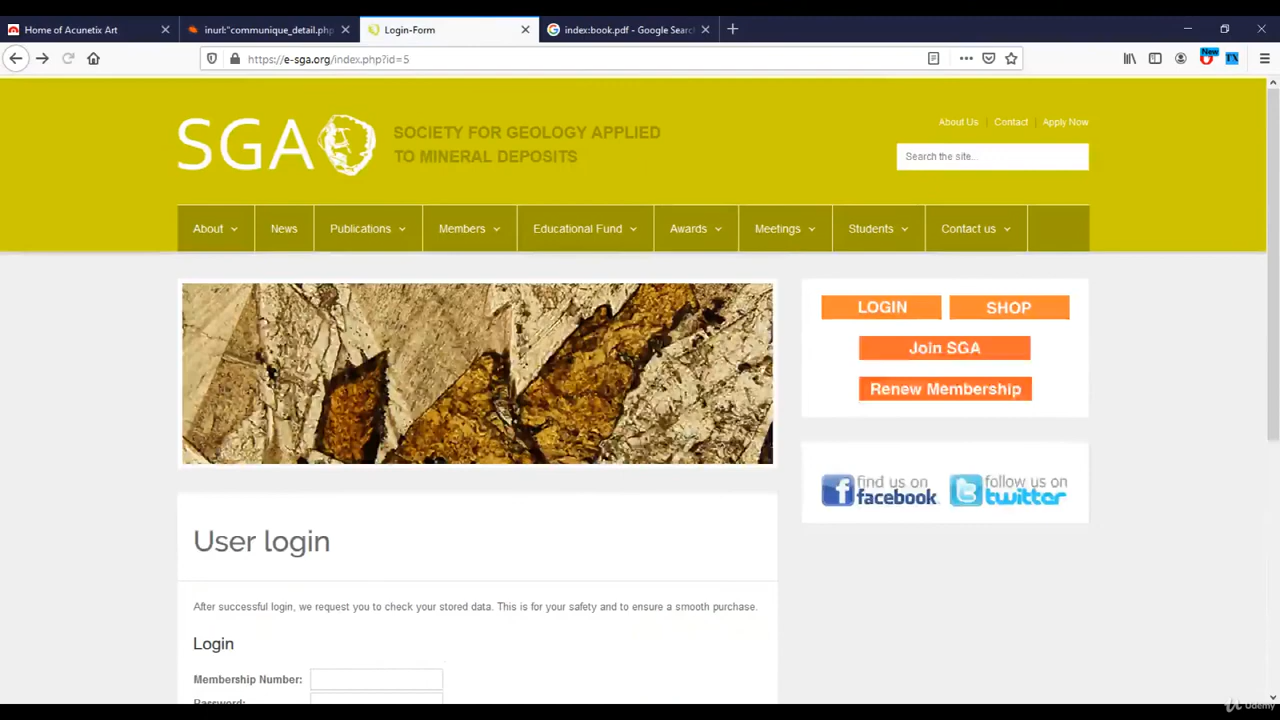 Home of Acunetix Art
inurl:"communique_detail.php
Login-Form
index:book.pdf - Google Search
https://e-sga.org/index.php?id=5
New
SGA
SOCIETY FOR GEOLOGY APPLIED
TO MINERAL DEPOSITS
About Us
Contact
Apply Now
Search the site...
About
News
Publications
Members
Educational Fund
Awards
Meetings
Students
Contact us
LOGIN
SHOP
Join SGA
Renew Membership
find us on
facebook
follow us on
twitter
User login
After successful login, we request you to check your stored data. This is for your safety and to ensure a smooth purchase.
Login
Membership Number:
Password:
Udemy